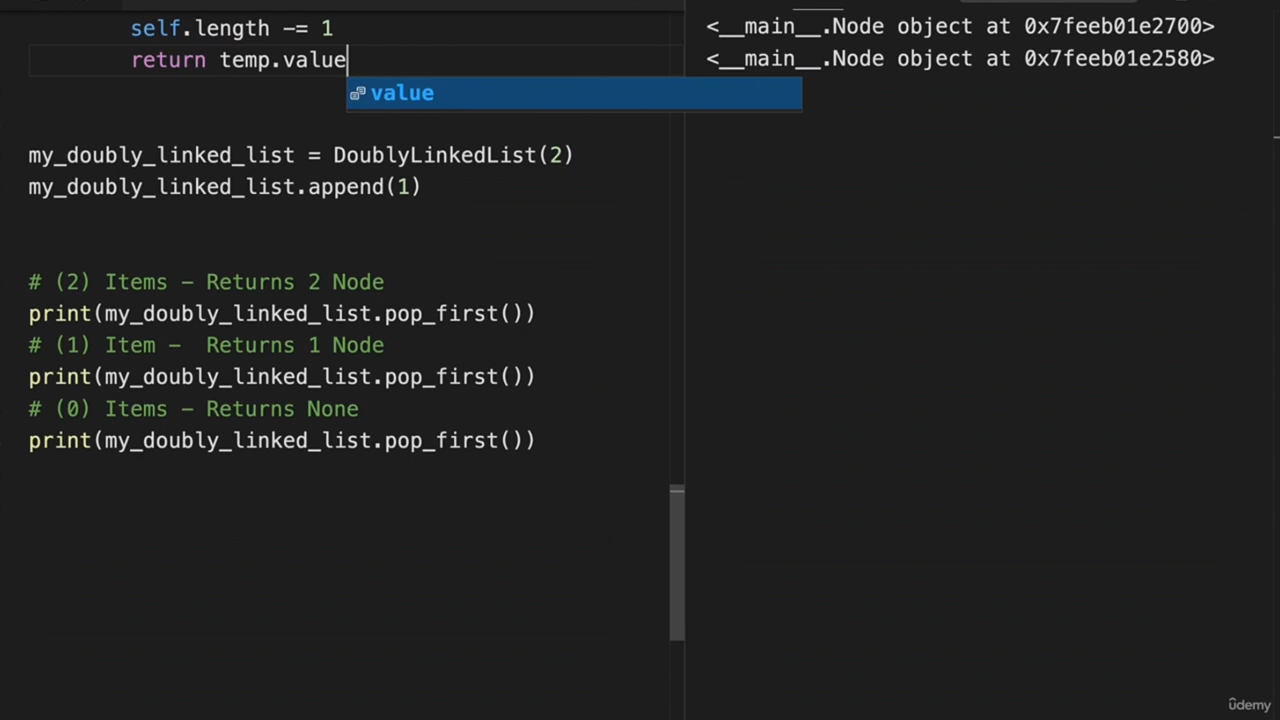 self.length -= 1
return temp.value
value
my_doubly_linked_list = DoublyLinkedList(2)
my_doubly_linked_list.append(1)
# (2) Items - Returns 2 Node
print(my_doubly_linked_list.pop_first())
# (1) Item -  Returns 1 Node
print(my_doubly_linked_list.pop_first())
# (0) Items - Returns None
print(my_doubly_linked_list.pop_first())
<__main__.Node object at 0x7feeb01e2700>
<__main__.Node object at 0x7feeb01e2580>
ûdemy